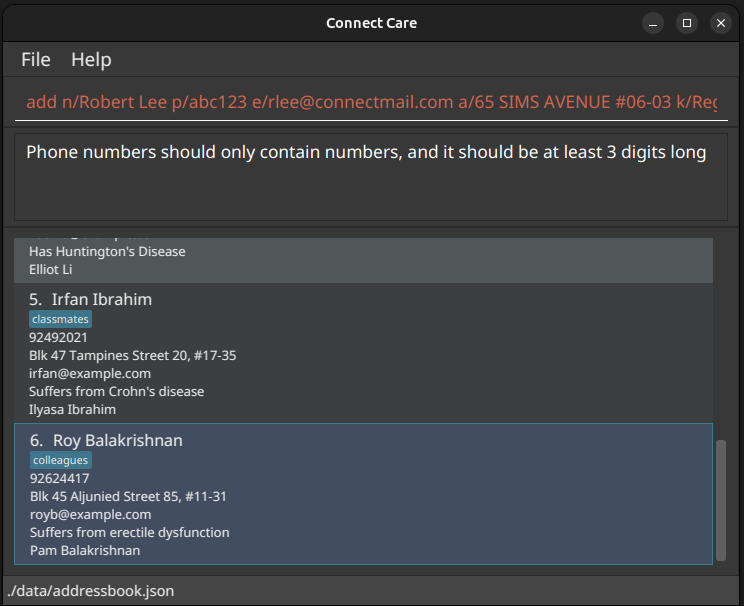 Connect Care
File Help
add n/Robert Lee p/abc123 e/rlee@connectmail.com a/65 SIMS AVENUE #06-03 k/Reg
Phone numbers should only contain numbers, and it should be at least 3 digits long
Has Huntington's Disease
Elliot Li
5. Irfan Ibrahim
classmates
92492021
Blk 47 Tampines Street 20, #17-35
irfan@example.com
Suffers from Crohn's disease
Ilyasa Ibrahim
6. Roy Balakrishnan
colleagues
92624417
Blk 45 Aljunied Street 85, #11-31
royb@example.com
Suffers from erectile dysfunction
Pam Balakrishnan
./data/addressbook.json